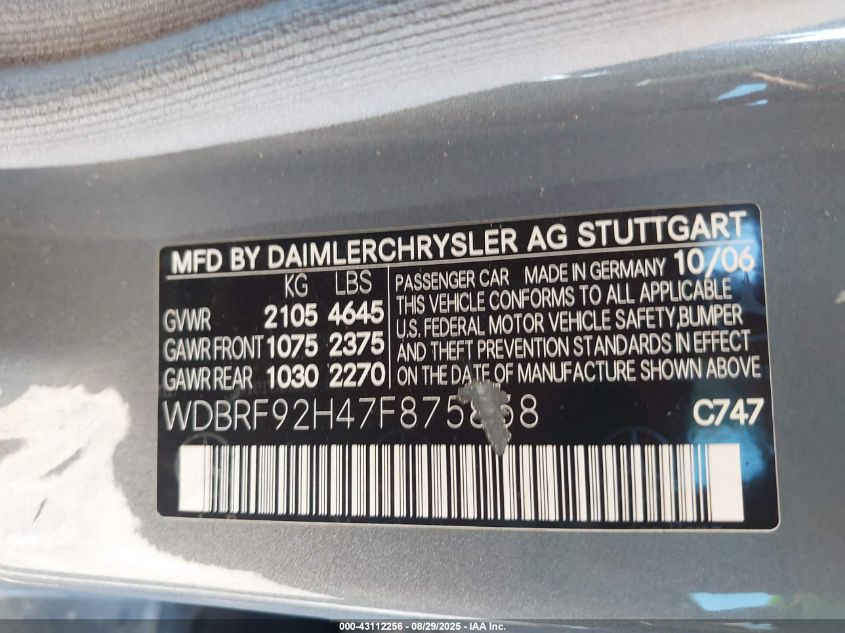 MFD BY DAIMLERCHRYSLER AG STUTTGART
KG LBS
GVWR 2105 4645
GAWR FRONT 1075 2375
GAWR REAR 1030 2270
PASSENGER CAR MADE IN GERMANY 10/06
THIS VEHICLE CONFORMS TO ALL APPLICABLE
U.S. FEDERAL MOTOR VEHICLE SAFETY,BUMPER
AND THEFT PREVENTION STANDARDS IN EFFECT
ON THE DATE OF MANUFACTURE SHOWN ABOVE
WDBRF92H47F875858 C747
000-43112256 - 08/29/2025 - IAA Inc.